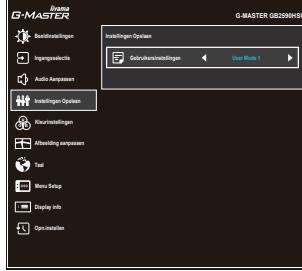 iiyama
G-MASTER
G-MASTER GB2590HS
Beeldinstellingen
Instellingen Opslaan
Gebruikersinstellingen
User Mode 1
Ingangsselectie
Audio Aanpassen
Instellingen Opslaan
Kleurinstellingen
Afbeelding aanpassen
Taal
Menu Setup
Display info
Opn.instellen